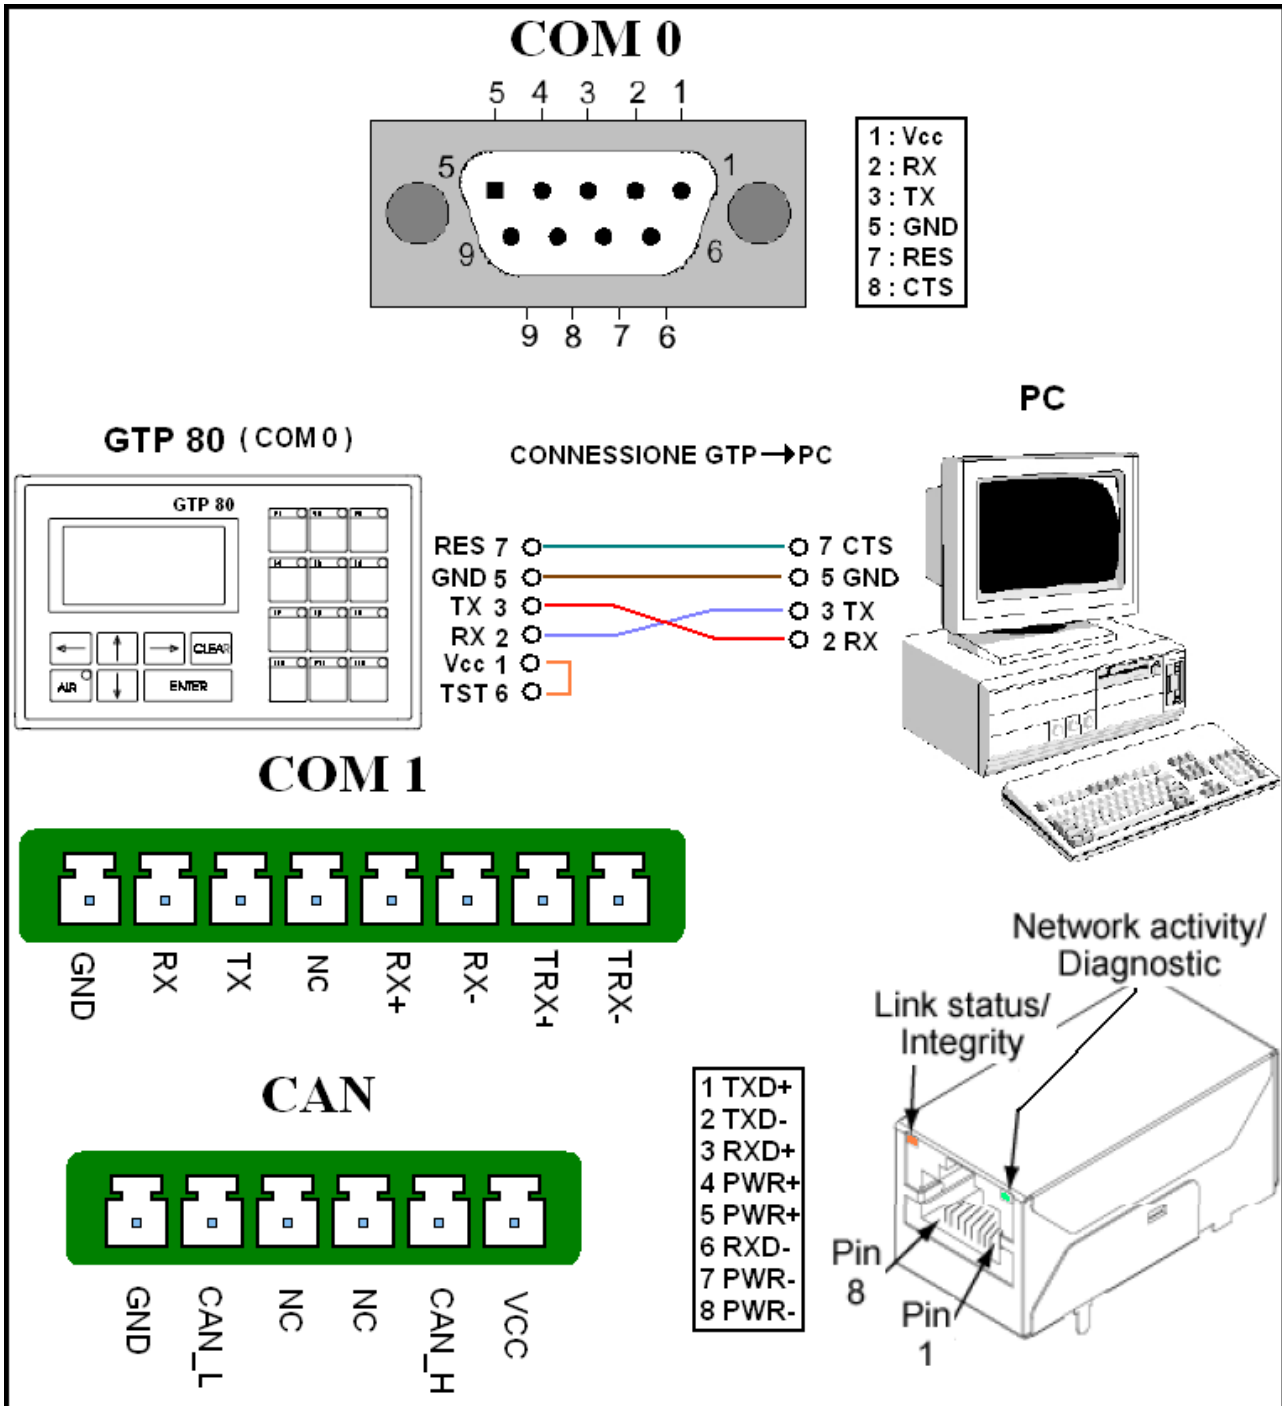 COM 0
5 4 3 2 1
5
1
9
6
9 8 7 6
1 : Vcc
2 : RX
3 : TX
5 : GND
7 : RES
8 : CTS
PC
GTP 80 ( COM 0 )
CONNESSIONE GTP → PC
GTP 80
CLEAR
AIR
ENTER
RES 7
GND 5
TX 3
RX 2
Vcc 1
TST 6
7 CTS
5 GND
3 TX
2 RX
COM 1
GND
RX
TX
Nc
RX+
RX-
TRX+
TRX-
CAN
GND
CAN_L
NC
NC
CAN_H
VCC
1 TXD+
2 TXD-
3 RXD+
4 PWR+
5 PWR+
6 RXD-
7 PWR-
8 PWR-
Network activity/
Diagnostic
Link status/
Integrity
Pin
8
Pin
1